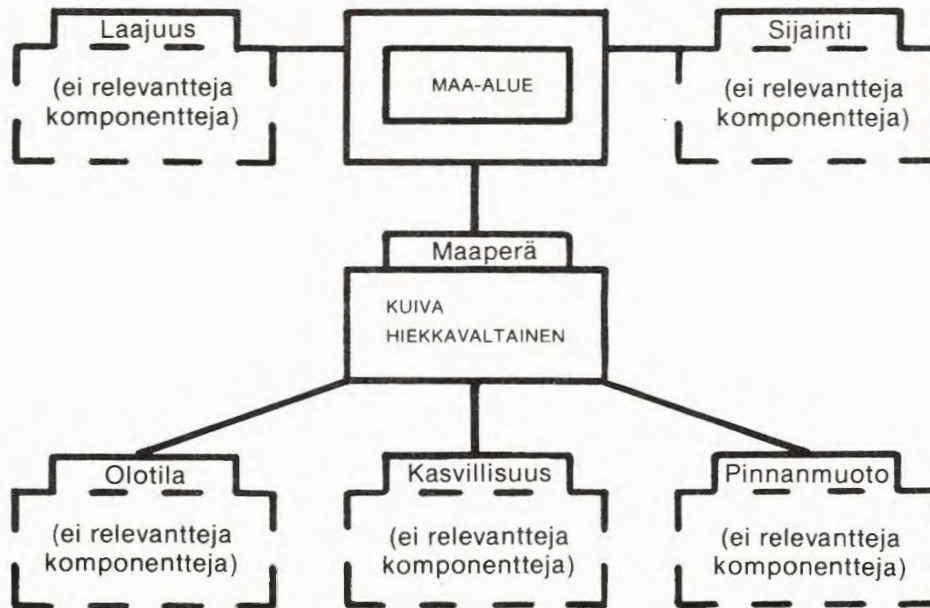 Laajuus
(ei relevantteja
komponentteja)
MAA-ALUE
Sijainti
(ei relevantteja
komponentteja)
Maaperä
KUIVA
HIEKKAVALTAINEN
Olotila
(ei relevantteja
komponentteja)
Kasvillisuus
(ei relevantteja
komponentteja)
Pinnanmuoto
(ei relevantteja
komponentteja)